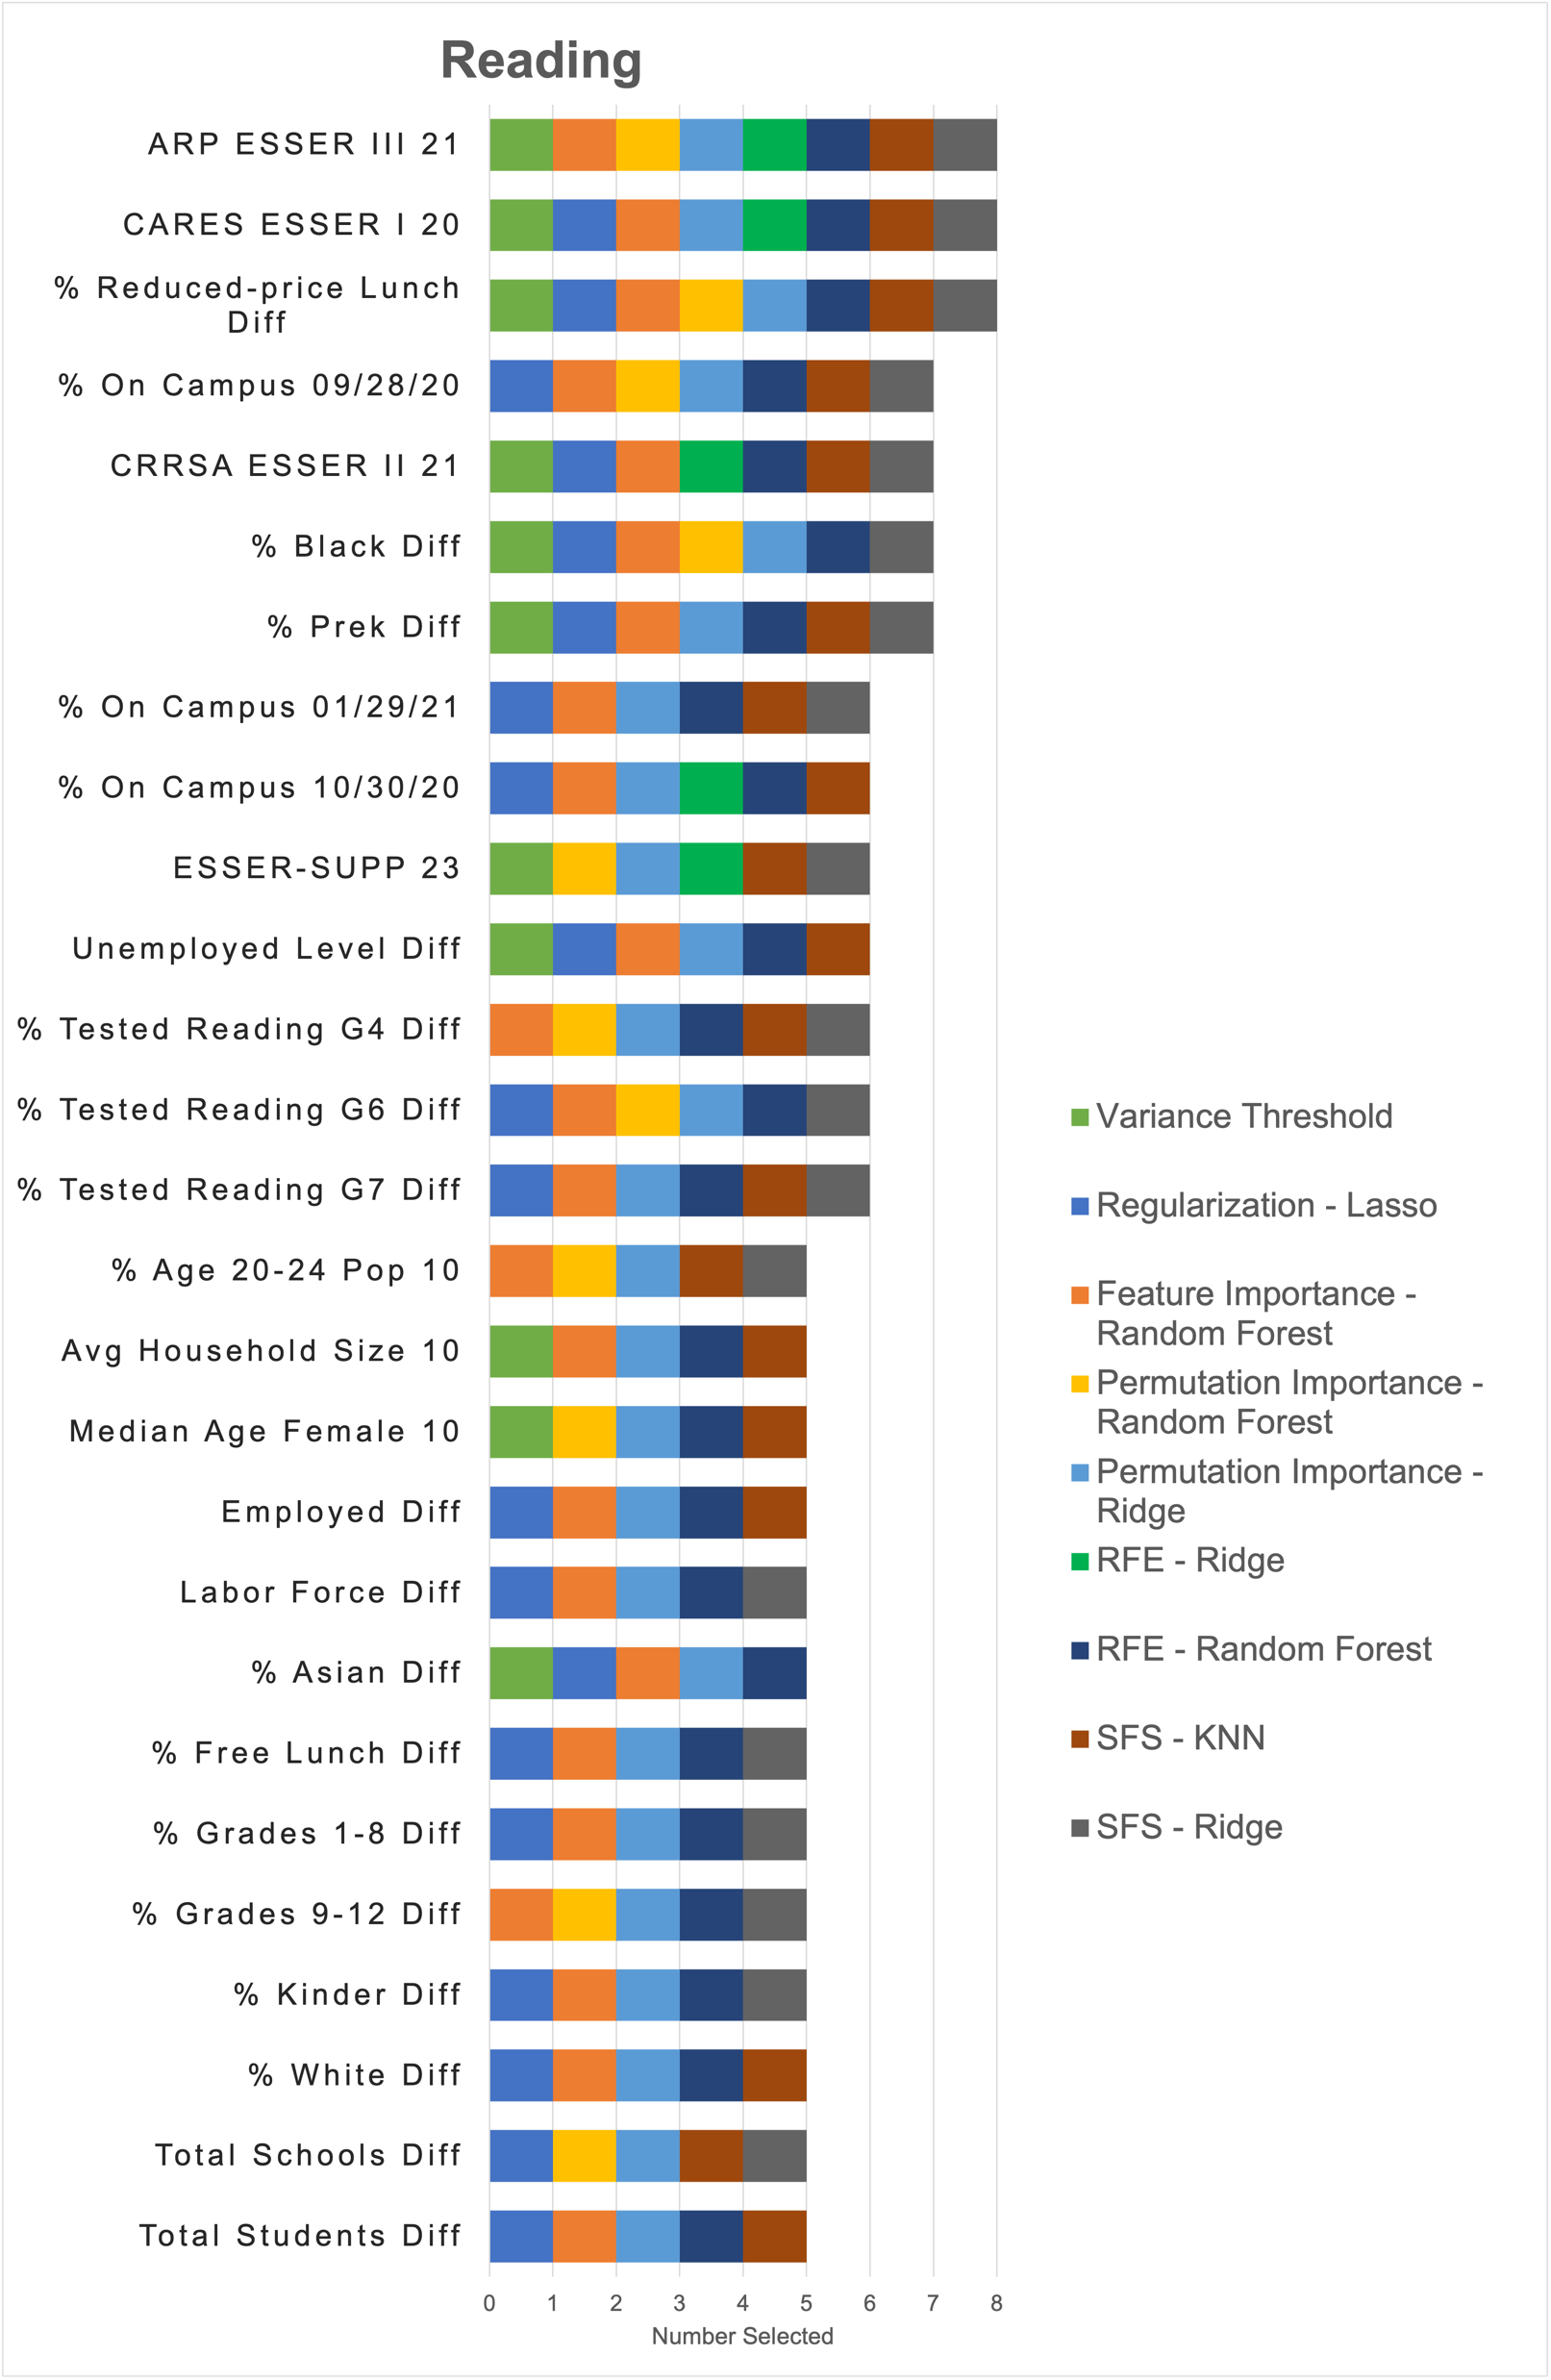 Reading
ARP ESSER III 21
CARES ESSER I 20
% Reduced-price Lunch
Diff
% On Campus 09/28/20
CRRSA ESSER II 21
% Black Diff
% Prek Diff
% On Campus 01/29/21
% On Campus 10/30/20
ESSER-SUPP 23
Unemployed Level Diff
% Tested Reading G4 Diff
% Tested Reading G6 Diff
% Tested Reading G7 Diff
% Age 20-24 Pop 10
Avg Household Size 10
Median Age Female 10
Employed Diff
Labor Force Diff
% Asian Diff
% Free Lunch Diff
% Grades 1-8 Diff
% Grades 9-12 Diff
% Kinder Diff
% White Diff
Total Schools Diff
Total Students Diff
0 1 2 3 4 5 6 7 8
Number Selected
Variance Threshold
Regularization - Lasso
Feature Importance -
Random Forest
Permutation Importance -
Random Forest
Permutation Importance -
Ridge
RFE - Ridge
RFE - Random Forest
SFS - KNN
SFS - Ridge